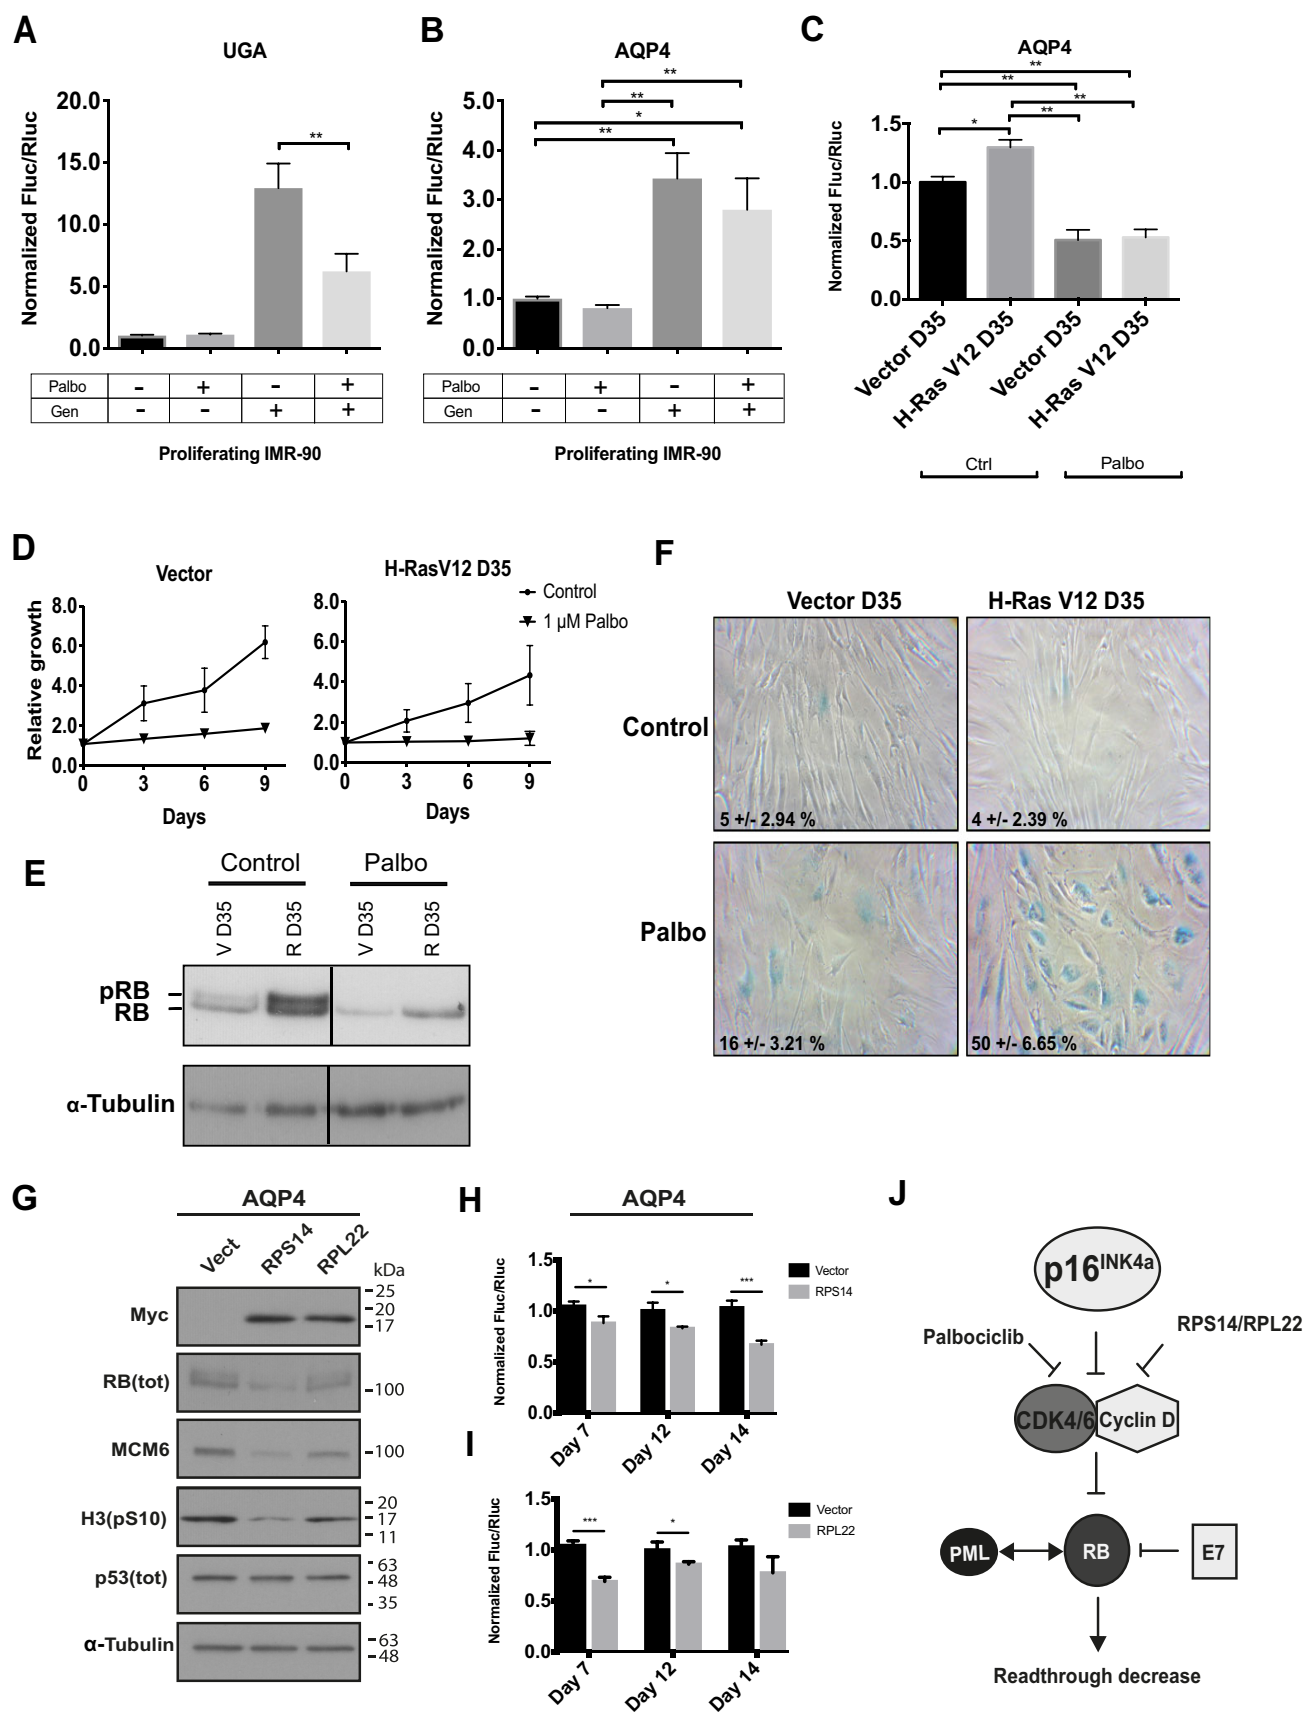 A
UGA
Normalized Fluc/Rluc
20.0
15.0
10.0
5.0
0.0
**
Palbo - + - +
Gen - - + +
Proliferating IMR-90
B
AQP4
Normalized Fluc/Rluc
5.0
4.0
3.0
2.0
1.0
0.0
**
**
*
**
Palbo - + - +
Gen - - + +
Proliferating IMR-90
C
AQP4
Normalized Fluc/Rluc
1.5
1.0
0.5
0.0
**
**
**
**
*
Vector D35
H-Ras V12 D35
Vector D35
H-Ras V12 D35
Ctrl
Palbo
D
Vector
Relative growth
8.0
6.0
4.0
2.0
0.0
0 3 6 9
Days
H-RasV12 D35
8.0
6.0
4.0
2.0
0.0
0 3 6 9
Days
Control
1 µM Palbo
E
Control Palbo
V D35
R D35
V D35
R D35
pRB
RB
α-Tubulin
F
Vector D35
H-Ras V12 D35
Control
5 +/- 2.94 %
4 +/- 2.39 %
Palbo
16 +/- 3.21 %
50 +/- 6.65 %
G
AQP4
Vect
RPS14
RPL22
kDa
Myc
25
20
17
RB(tot)
100
MCM6
100
H3(pS10)
20
17
11
p53(tot)
63
48
35
α-Tubulin
63
48
H
AQP4
Normalized Fluc/Rluc
1.5
1.0
0.5
0.0
*
*
***
Vector
RPS14
Day 7
Day 12
Day 14
I
Normalized Fluc/Rluc
1.5
1.0
0.5
0.0
***
*
Vector
RPL22
Day 7
Day 12
Day 14
J
p16INK4a
Palbociclib
RPS14/RPL22
CDK4/6
Cyclin D
PML
RB
E7
Readthrough decrease